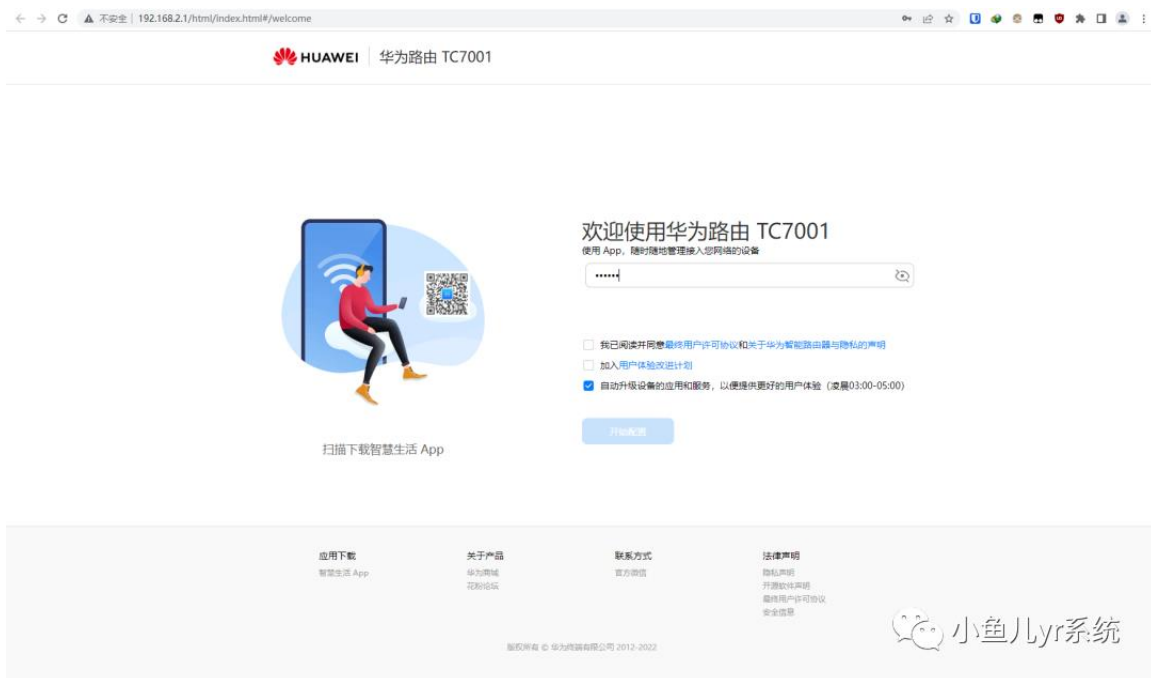 不安全 | 192.168.2.1/html/index.html#/welcome
HUAWEI 华为路由 TC7001
欢迎使用华为路由 TC7001
使用 App，随时随地管理接入您网络的设备
••••••
我已阅读并同意最终用户许可协议和关于华为智能路由器与隐私的声明
加入用户体验改进计划
自动升级设备的应用和服务，以便提供更好的用户体验（凌晨03:00-05:00）
开始配置
扫描下载智慧生活 App
应用下载
智慧生活 App
关于产品
华为商城
花粉论坛
联系方式
官方微信
法律声明
隐私声明
开源软件声明
最终用户许可协议
安全信息
版权所有 © 华为终端有限公司 2012-2022
小鱼儿yr系统